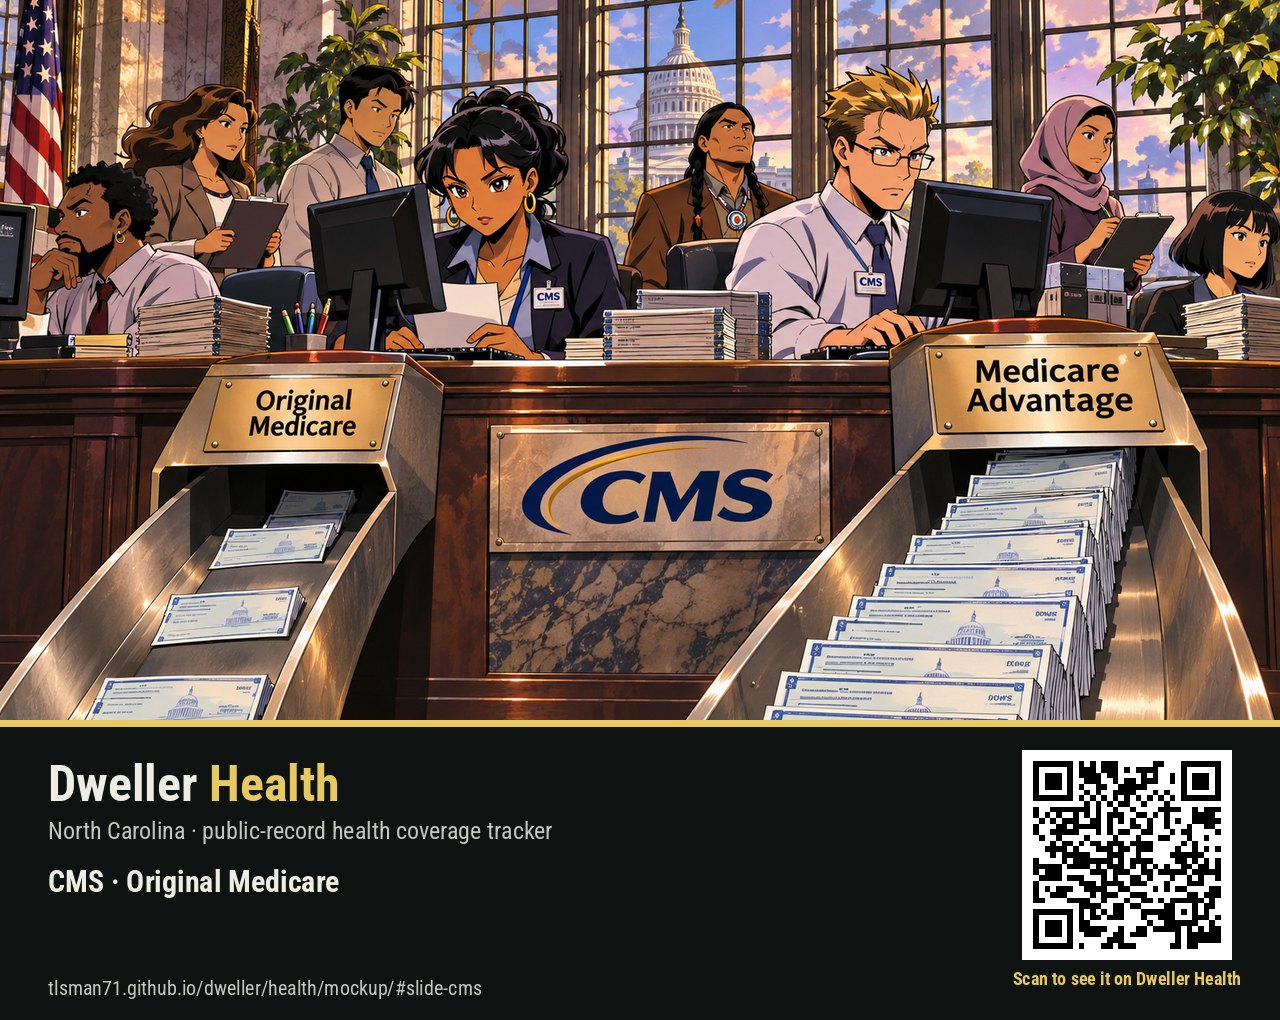 CMS
CMS
Original
Medicare
Medicare
Advantage
CMS
Dweller Health
North Carolina · public-record health coverage tracker
CMS · Original Medicare
tlsman71.github.io/dweller/health/mockup/#slide-cms
Scan to see it on Dweller Health